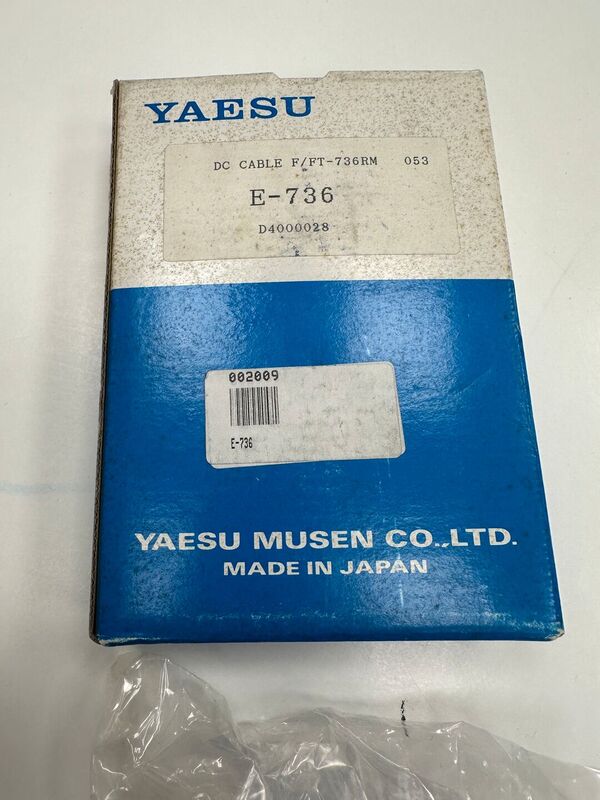 YAESU
DC CABLE F/FT-736RM 053
E-736
D4000028
002009
E-736
YAESU MUSEN CO.,LTD.
MADE IN JAPAN